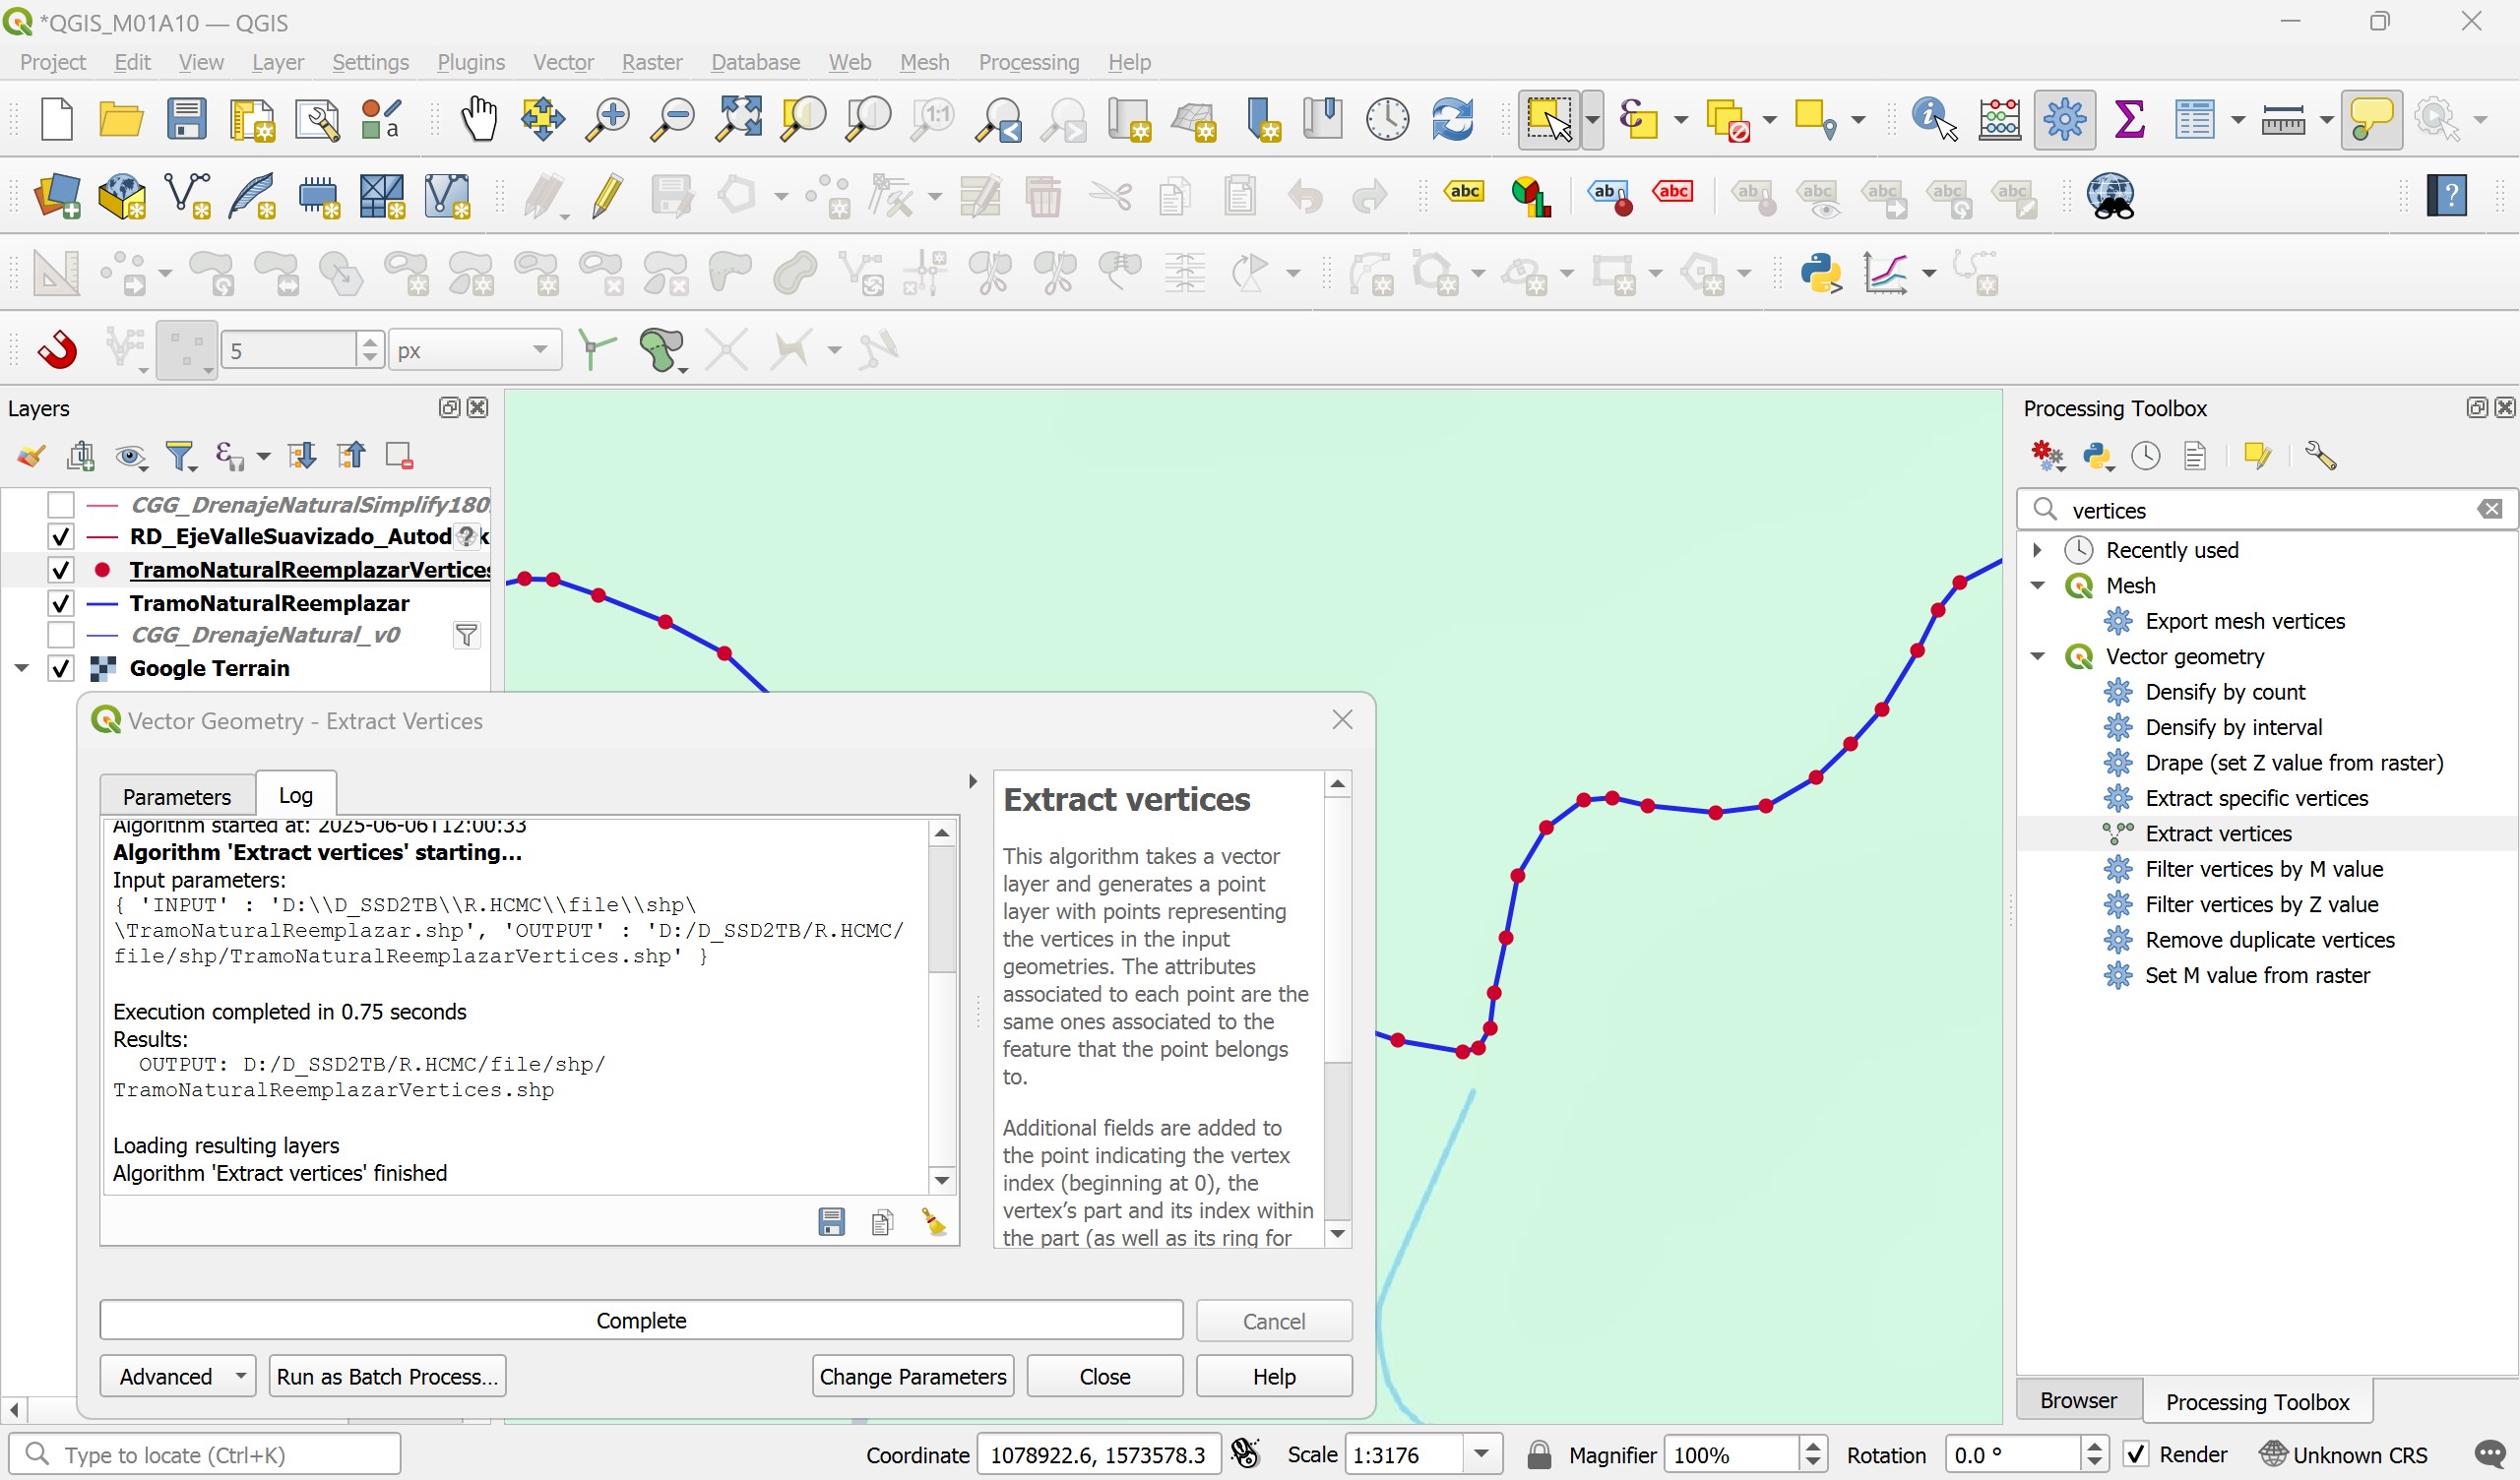 *QGIS_M01A10 — QGIS
Project Edit View Layer Settings Plugins Vector Raster Database Web Mesh Processing Help
a
1:1
abc ab abc ab abc abc abc abc ?
5 px
Layers
CGG_DrenajeNaturalSimplify180
RD_EjeValleSuavizado_Autod ? k
TramoNaturalReemplazarVertices
TramoNaturalReemplazar
CGG_DrenajeNatural_v0
Google Terrain
Vector Geometry - Extract Vertices
Parameters Log
Algorithm started at: 2025-06-06T12:00:33
Algorithm 'Extract vertices' starting...
Input parameters:
{ 'INPUT' : 'D:\\D_SSD2TB\\R.HCMC\\file\\shp\
\TramoNaturalReemplazar.shp', 'OUTPUT' : 'D:/D_SSD2TB/R.HCMC/
file/shp/TramoNaturalReemplazarVertices.shp' }
Execution completed in 0.75 seconds
Results:
OUTPUT: D:/D_SSD2TB/R.HCMC/file/shp/
TramoNaturalReemplazarVertices.shp
Loading resulting layers
Algorithm 'Extract vertices' finished
Extract vertices
This algorithm takes a vector
layer and generates a point
layer with points representing
the vertices in the input
geometries. The attributes
associated to each point are the
same ones associated to the
feature that the point belongs
to.
Additional fields are added to
the point indicating the vertex
index (beginning at 0), the
vertex's part and its index within
the part (as well as its ring for
Complete
Cancel
Advanced
Run as Batch Process...
Change Parameters
Close
Help
Processing Toolbox
vertices
Recently used
Mesh
Export mesh vertices
Vector geometry
Densify by count
Densify by interval
Drape (set Z value from raster)
Extract specific vertices
Extract vertices
Filter vertices by M value
Filter vertices by Z value
Remove duplicate vertices
Set M value from raster
Browser Processing Toolbox
Type to locate (Ctrl+K)
Coordinate 1078922.6, 1573578.3
Scale 1:3176
Magnifier 100%
Rotation 0.0 °
Render
Unknown CRS